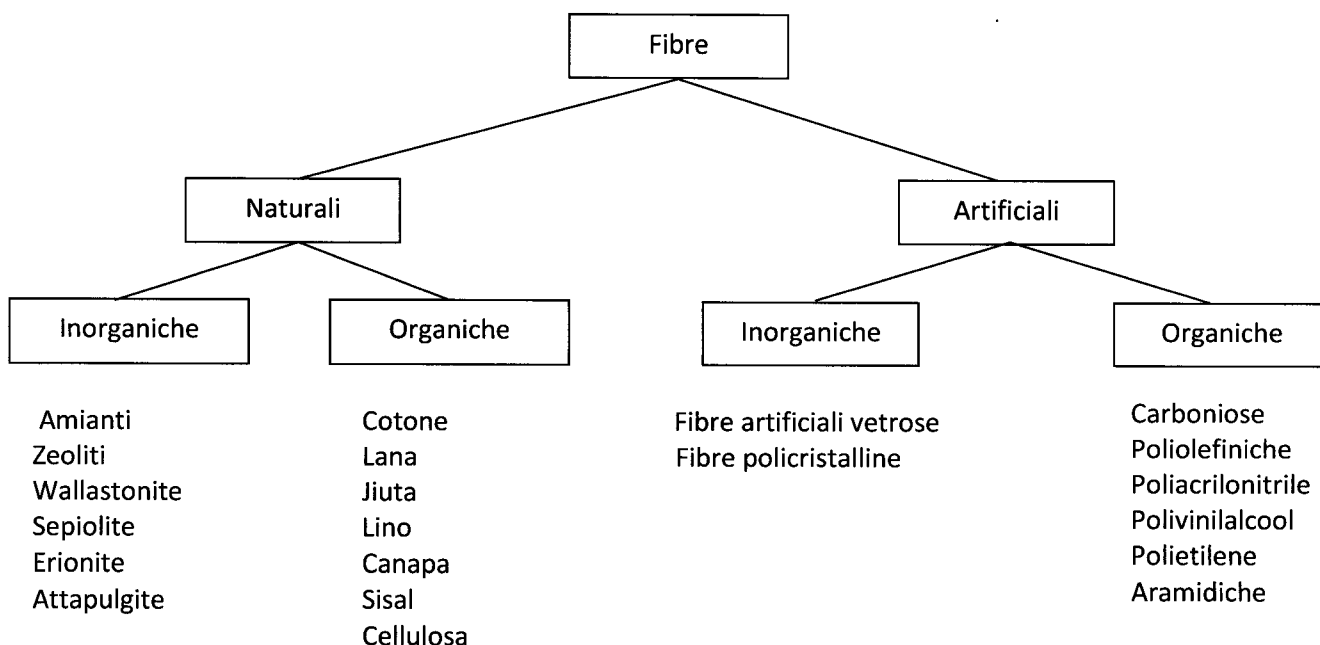 Fibre
Naturali
Artificiali
Inorganiche
Organiche
Inorganiche
Organiche
Amianti
Zeoliti
Wallastonite
Sepiolite
Erionite
Attapulgite
Cotone
Lana
Jiuta
Lino
Canapa
Sisal
Cellulosa
Fibre artificiali vetrose
Fibre policristalline
Carboniose
Poliolefiniche
Poliacrilonitrile
Polivinilalcool
Polietilene
Aramidiche